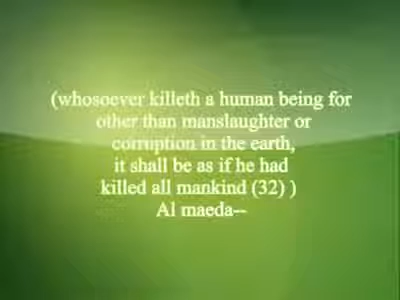 (whosoever killeth a human being for
other than manslaughter or
corruption in the earth,
it shall be as if he had
killed all mankind (32) )
Al maeda--